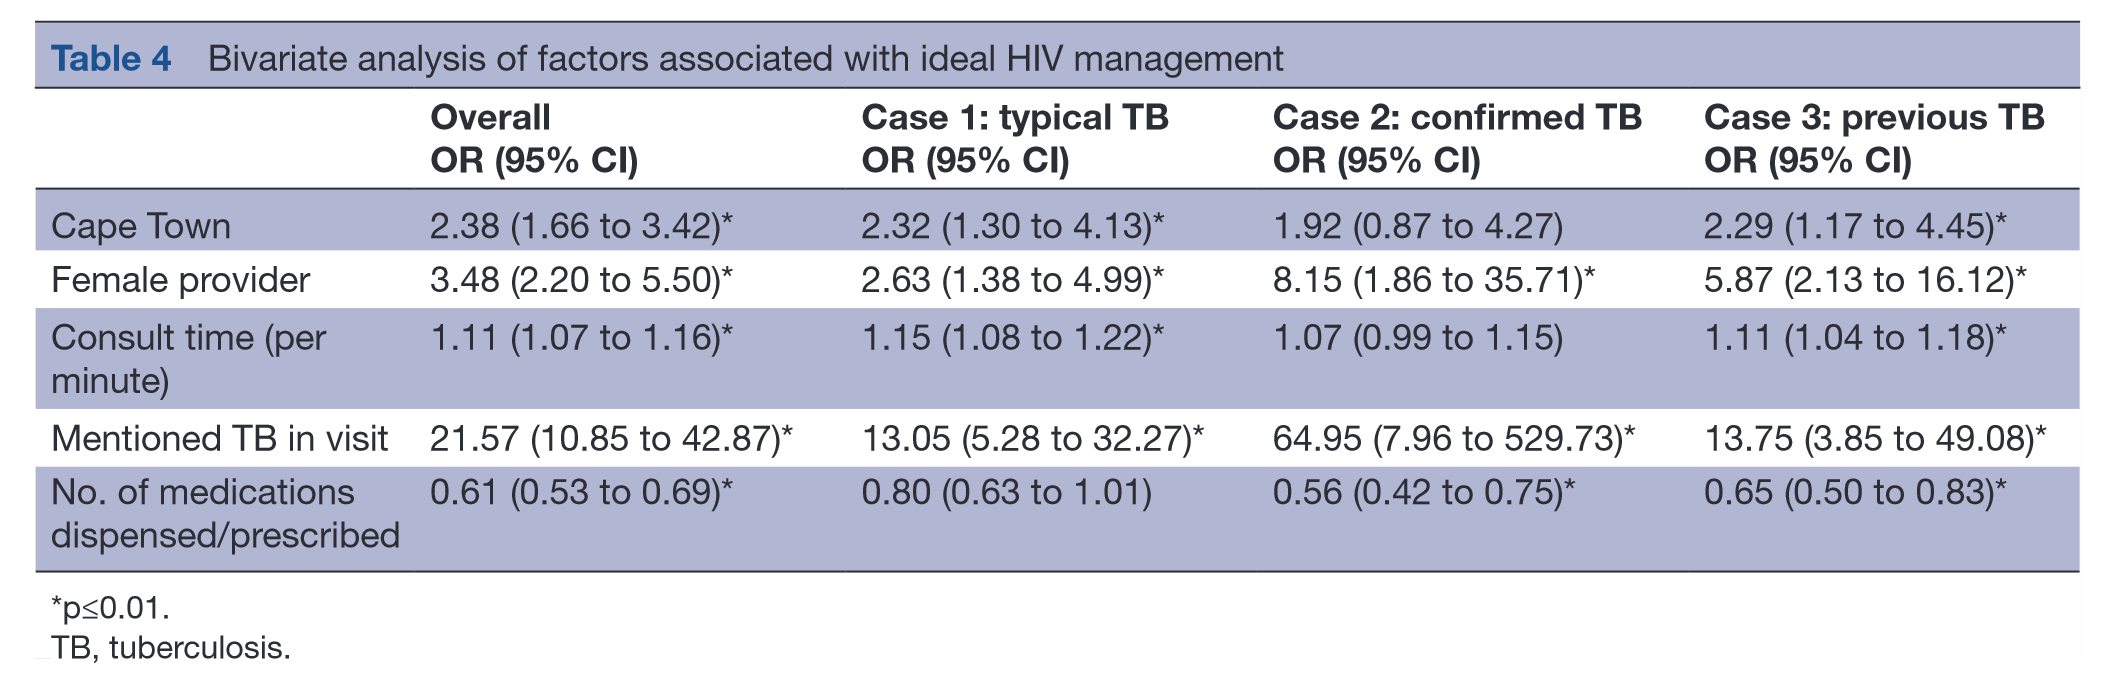 Table 4 Bivariate analysis of factors associated with ideal HIV management
Overall Case 1: typical TB Case 2: confirmed TB Case 3: previous TB
OR (95% CI) OR (95% CI) OR (95% CI) OR (95% CI)
Cape Town 2.38 (1.66 to 3.42)* 2.32 (1.30 to 4.13)* 1.92 (0.87 to 4.27) 2.29 (1.17 to 4.45)*
Female provider 3.48 (2.20 to 5.50)* 2.63 (1.38 to 4.99)* 8.15 (1.86 to 35.71)* 5.87 (2.13 to 16.12)*
Consult time (per 1.11 (1.07 to 1.16)* 1.15 (1.08 to 1.22)* 1.07 (0.99 to 1.15) 1.11 (1.04 to 1.18)*
minute)
Mentioned TB in visit 21.57 (10.85 to 42.87)* 13.05 (5.28 to 32.27)* 64.95 (7.96 to 529.73)* 13.75 (3.85 to 49.08)*
No. of medications 0.61 (0.53 to 0.69)* 0.80 (0.63 to 1.01) 0.56 (0.42 to 0.75)* 0.65 (0.50 to 0.83)*
dispensed/prescribed
*p≤0.01.
TB, tuberculosis.